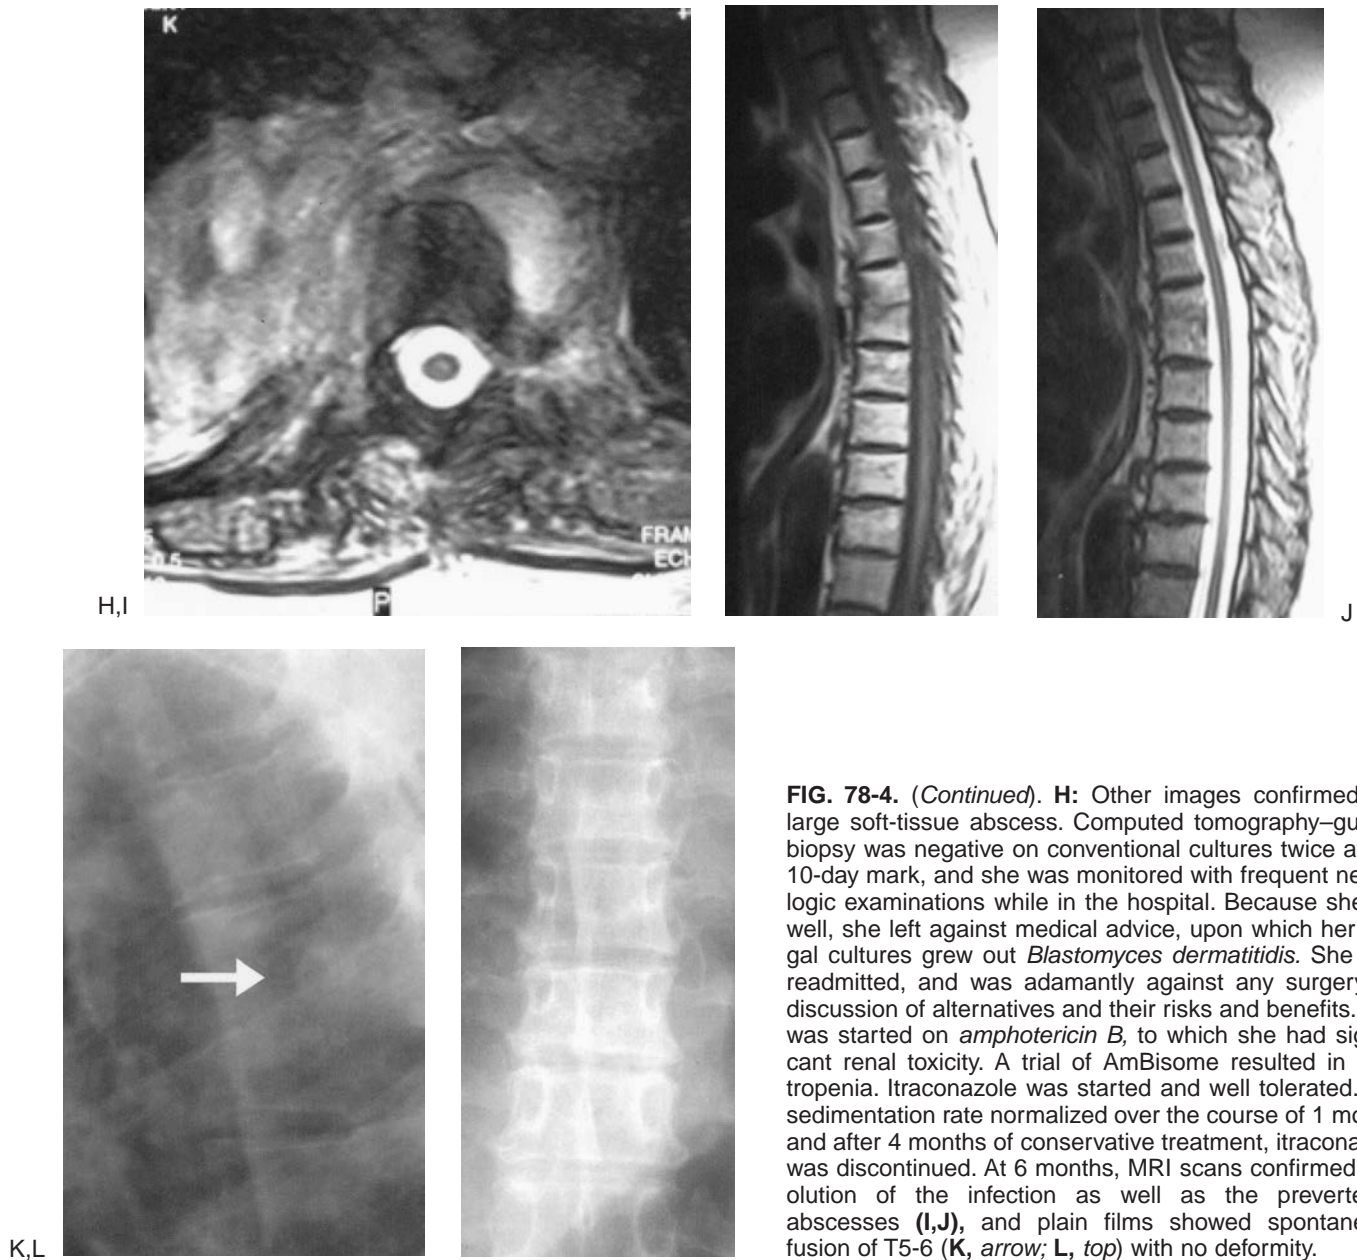 K
FRAM
P
H,I
J
K,L
FIG. 78-4. (Continued). H: Other images confirmed
large soft-tissue abscess. Computed tomography–gu
biopsy was negative on conventional cultures twice a
10-day mark, and she was monitored with frequent ne
logic examinations while in the hospital. Because she
well, she left against medical advice, upon which her
gal cultures grew out Blastomyces dermatitidis. She
readmitted, and was adamantly against any surgery
discussion of alternatives and their risks and benefits.
was started on amphotericin B, to which she had sig
cant renal toxicity. A trial of AmBisome resulted in
tropenia. Itraconazole was started and well tolerated.
sedimentation rate normalized over the course of 1 mo
and after 4 months of conservative treatment, itracona
was discontinued. At 6 months, MRI scans confirmed
olution of the infection as well as the preverte
abscesses (I,J), and plain films showed spontane
fusion of T5-6 (K, arrow; L, top) with no deformity.